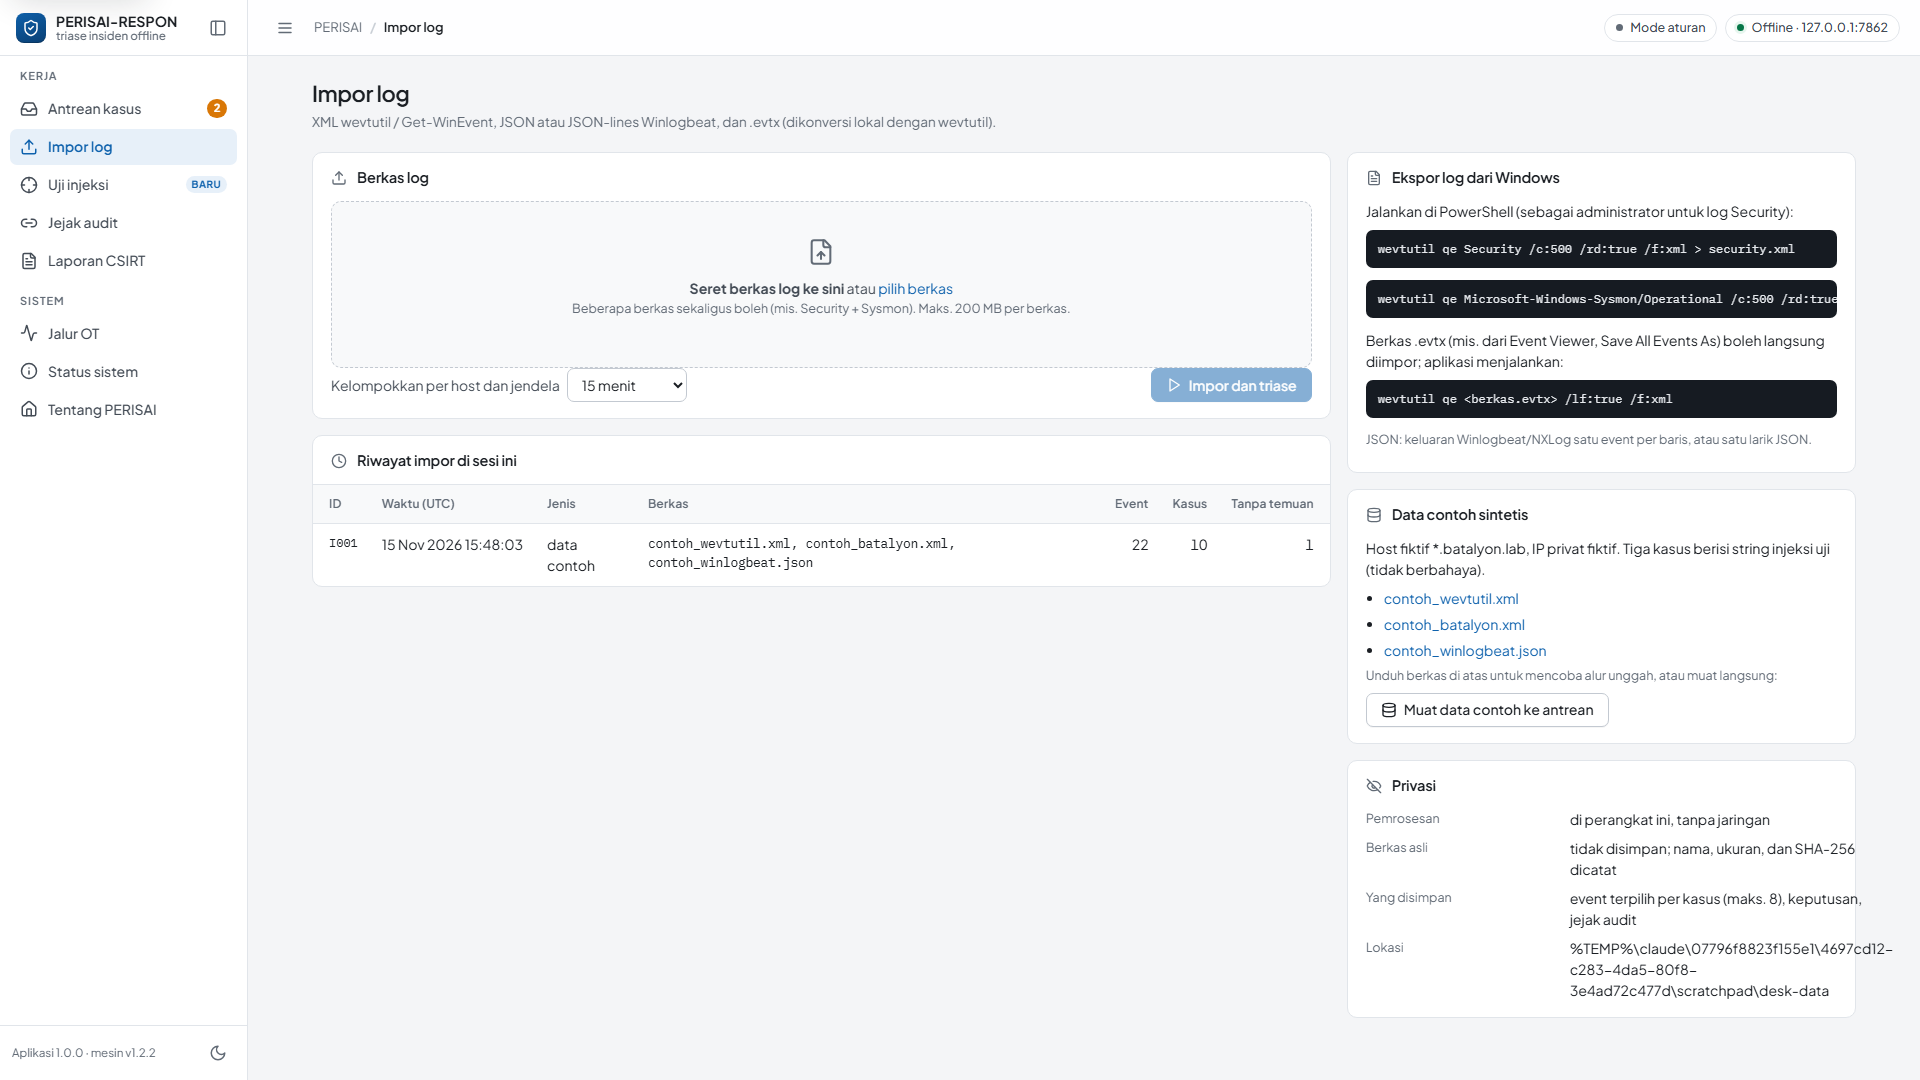 PERISAI-RESPON
triase insiden offline
KERJA
Antrean kasus 2
Impor log
Uji injeksi BARU
Jejak audit
Laporan CSIRT
SISTEM
Jalur OT
Status sistem
Tentang PERISAI
Aplikasi 1.0.0 · mesin v1.2.2
PERISAI / Impor log
Mode aturan
Offline · 127.0.0.1:7862
Impor log
XML wevtutil / Get-WinEvent, JSON atau JSON-lines Winlogbeat, dan .evtx (dikonversi lokal dengan wevtutil).
Berkas log
Seret berkas log ke sini atau pilih berkas
Beberapa berkas sekaligus boleh (mis. Security + Sysmon). Maks. 200 MB per berkas.
Kelompokkan per host dan jendela 15 menit
Impor dan triase
Riwayat impor di sesi ini
ID Waktu (UTC) Jenis Berkas Event Kasus Tanpa temuan
I001 15 Nov 2026 15:48:03 data contoh_wevtutil.xml, contoh_batalyon.xml, 22 10 1
contoh contoh_winlogbeat.json
Ekspor log dari Windows
Jalankan di PowerShell (sebagai administrator untuk log Security):
wevtutil qe Security /c:500 /rd:true /f:xml > security.xml
wevtutil qe Microsoft-Windows-Sysmon/Operational /c:500 /rd:true
Berkas .evtx (mis. dari Event Viewer, Save All Events As) boleh langsung
diimpor; aplikasi menjalankan:
wevtutil qe <berkas.evtx> /lf:true /f:xml
JSON: keluaran Winlogbeat/NXLog satu event per baris, atau satu larik JSON.
Data contoh sintetis
Host fiktif *.batalyon.lab, IP privat fiktif. Tiga kasus berisi string injeksi uji
(tidak berbahaya).
contoh_wevtutil.xml
contoh_batalyon.xml
contoh_winlogbeat.json
Unduh berkas di atas untuk mencoba alur unggah, atau muat langsung:
Muat data contoh ke antrean
Privasi
Pemrosesan di perangkat ini, tanpa jaringan
Berkas asli tidak disimpan; nama, ukuran, dan SHA-256
dicatat
Yang disimpan event terpilih per kasus (maks. 8), keputusan,
jejak audit
Lokasi %TEMP%\claude\07796f8823f155e1\4697cd12-
c283-4da5-80f8-
3e4ad72c477d\scratchpad\desk-data